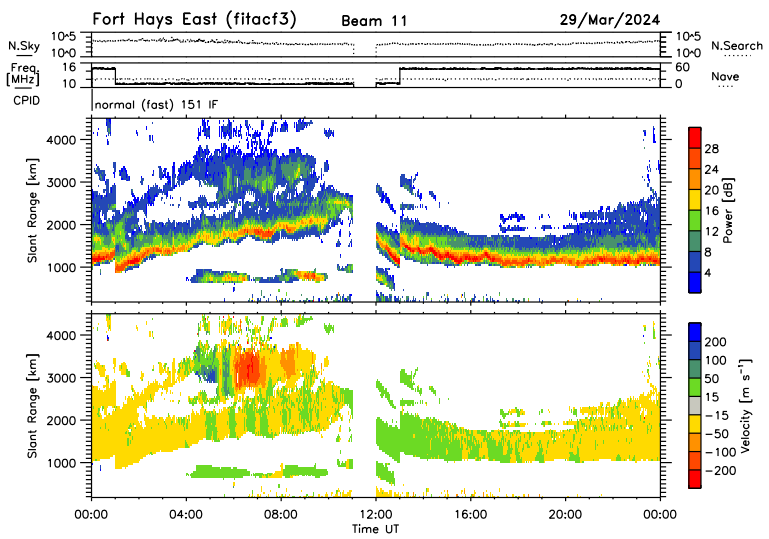 Fort Hays East (fitacf3) Beam 11 29/Mar/2024
N.Sky 10^5 10^0 10^5 10^0 N.Search
Freq. [MHz] 16 10 60 0 Nave
CPID normal (fast) 151 IF
Slant Range [km] 4000 3000 2000 1000
Power [dB] 28 24 20 16 12 8 4
Slant Range [km] 4000 3000 2000 1000
Velocity [m s⁻¹] 200 100 50 15 −15 −50 −100 −200
00:00 04:00 08:00 12:00 16:00 20:00 00:00
Time UT